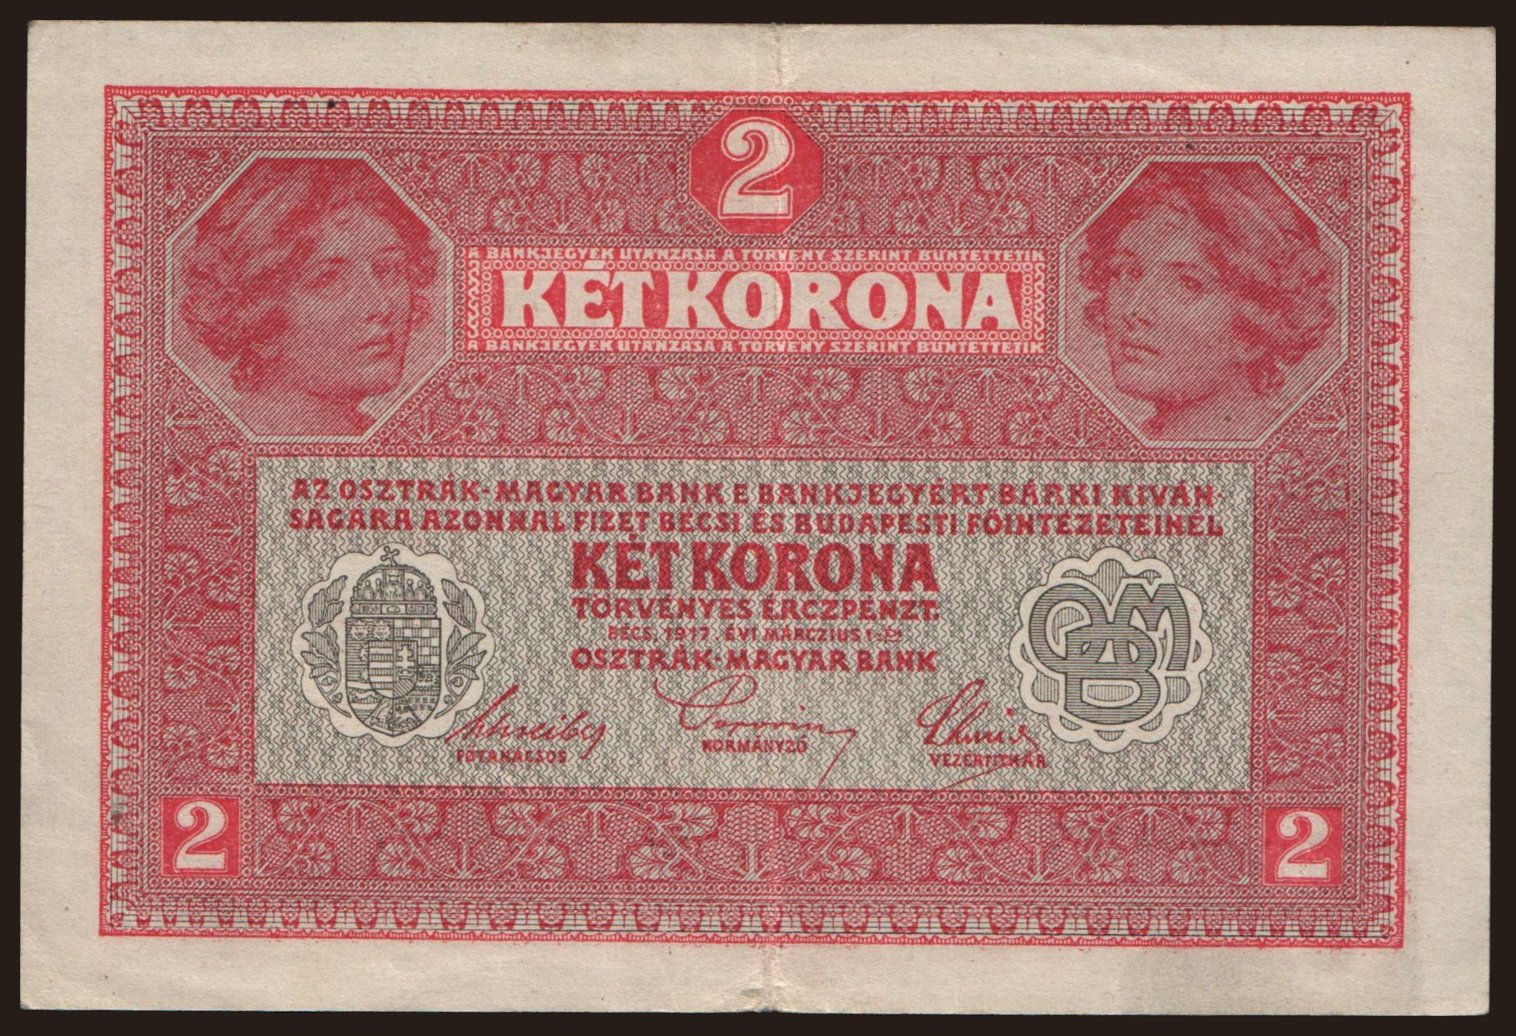 2
A BANKJEGYEK UTÁNZÁSA A TÖRVÉNY SZERINT BÜNTETTETIK
KÉT KORONA
A BANKJEGYEK UTÁNZÁSA A TÖRVÉNY SZERINT BÜNTETTETIK
AZ OSZTRÁK-MAGYAR BANK E BANKJEGYÉRT BÁRKI KIVÁN-
SÁGÁRA AZONNAL FIZET BÉCSI ÉS BUDAPESTI FŐINTÉZETEINÉL
KÉT KORONA
TÖRVÉNYES ÉRCZPÉNZT.
BÉCS, 1917. ÉVI MÁRCZIUS 1-ÉN
OSZTRÁK-MAGYAR BANK
FŐTANÁCSOS
KORMÁNYZÓ
VEZÉRTITKÁR
2
2